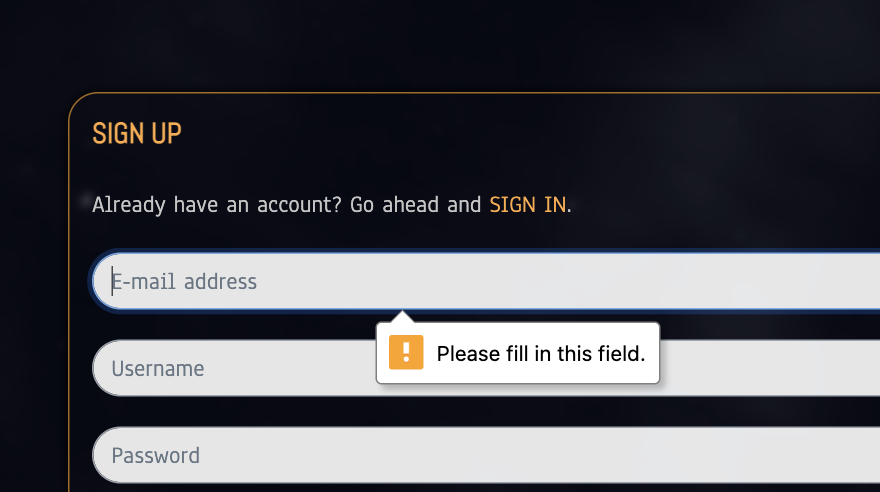 SIGN UP
Already have an account? Go ahead and SIGN IN.
E-mail address
Please fill in this field.
Username
Password